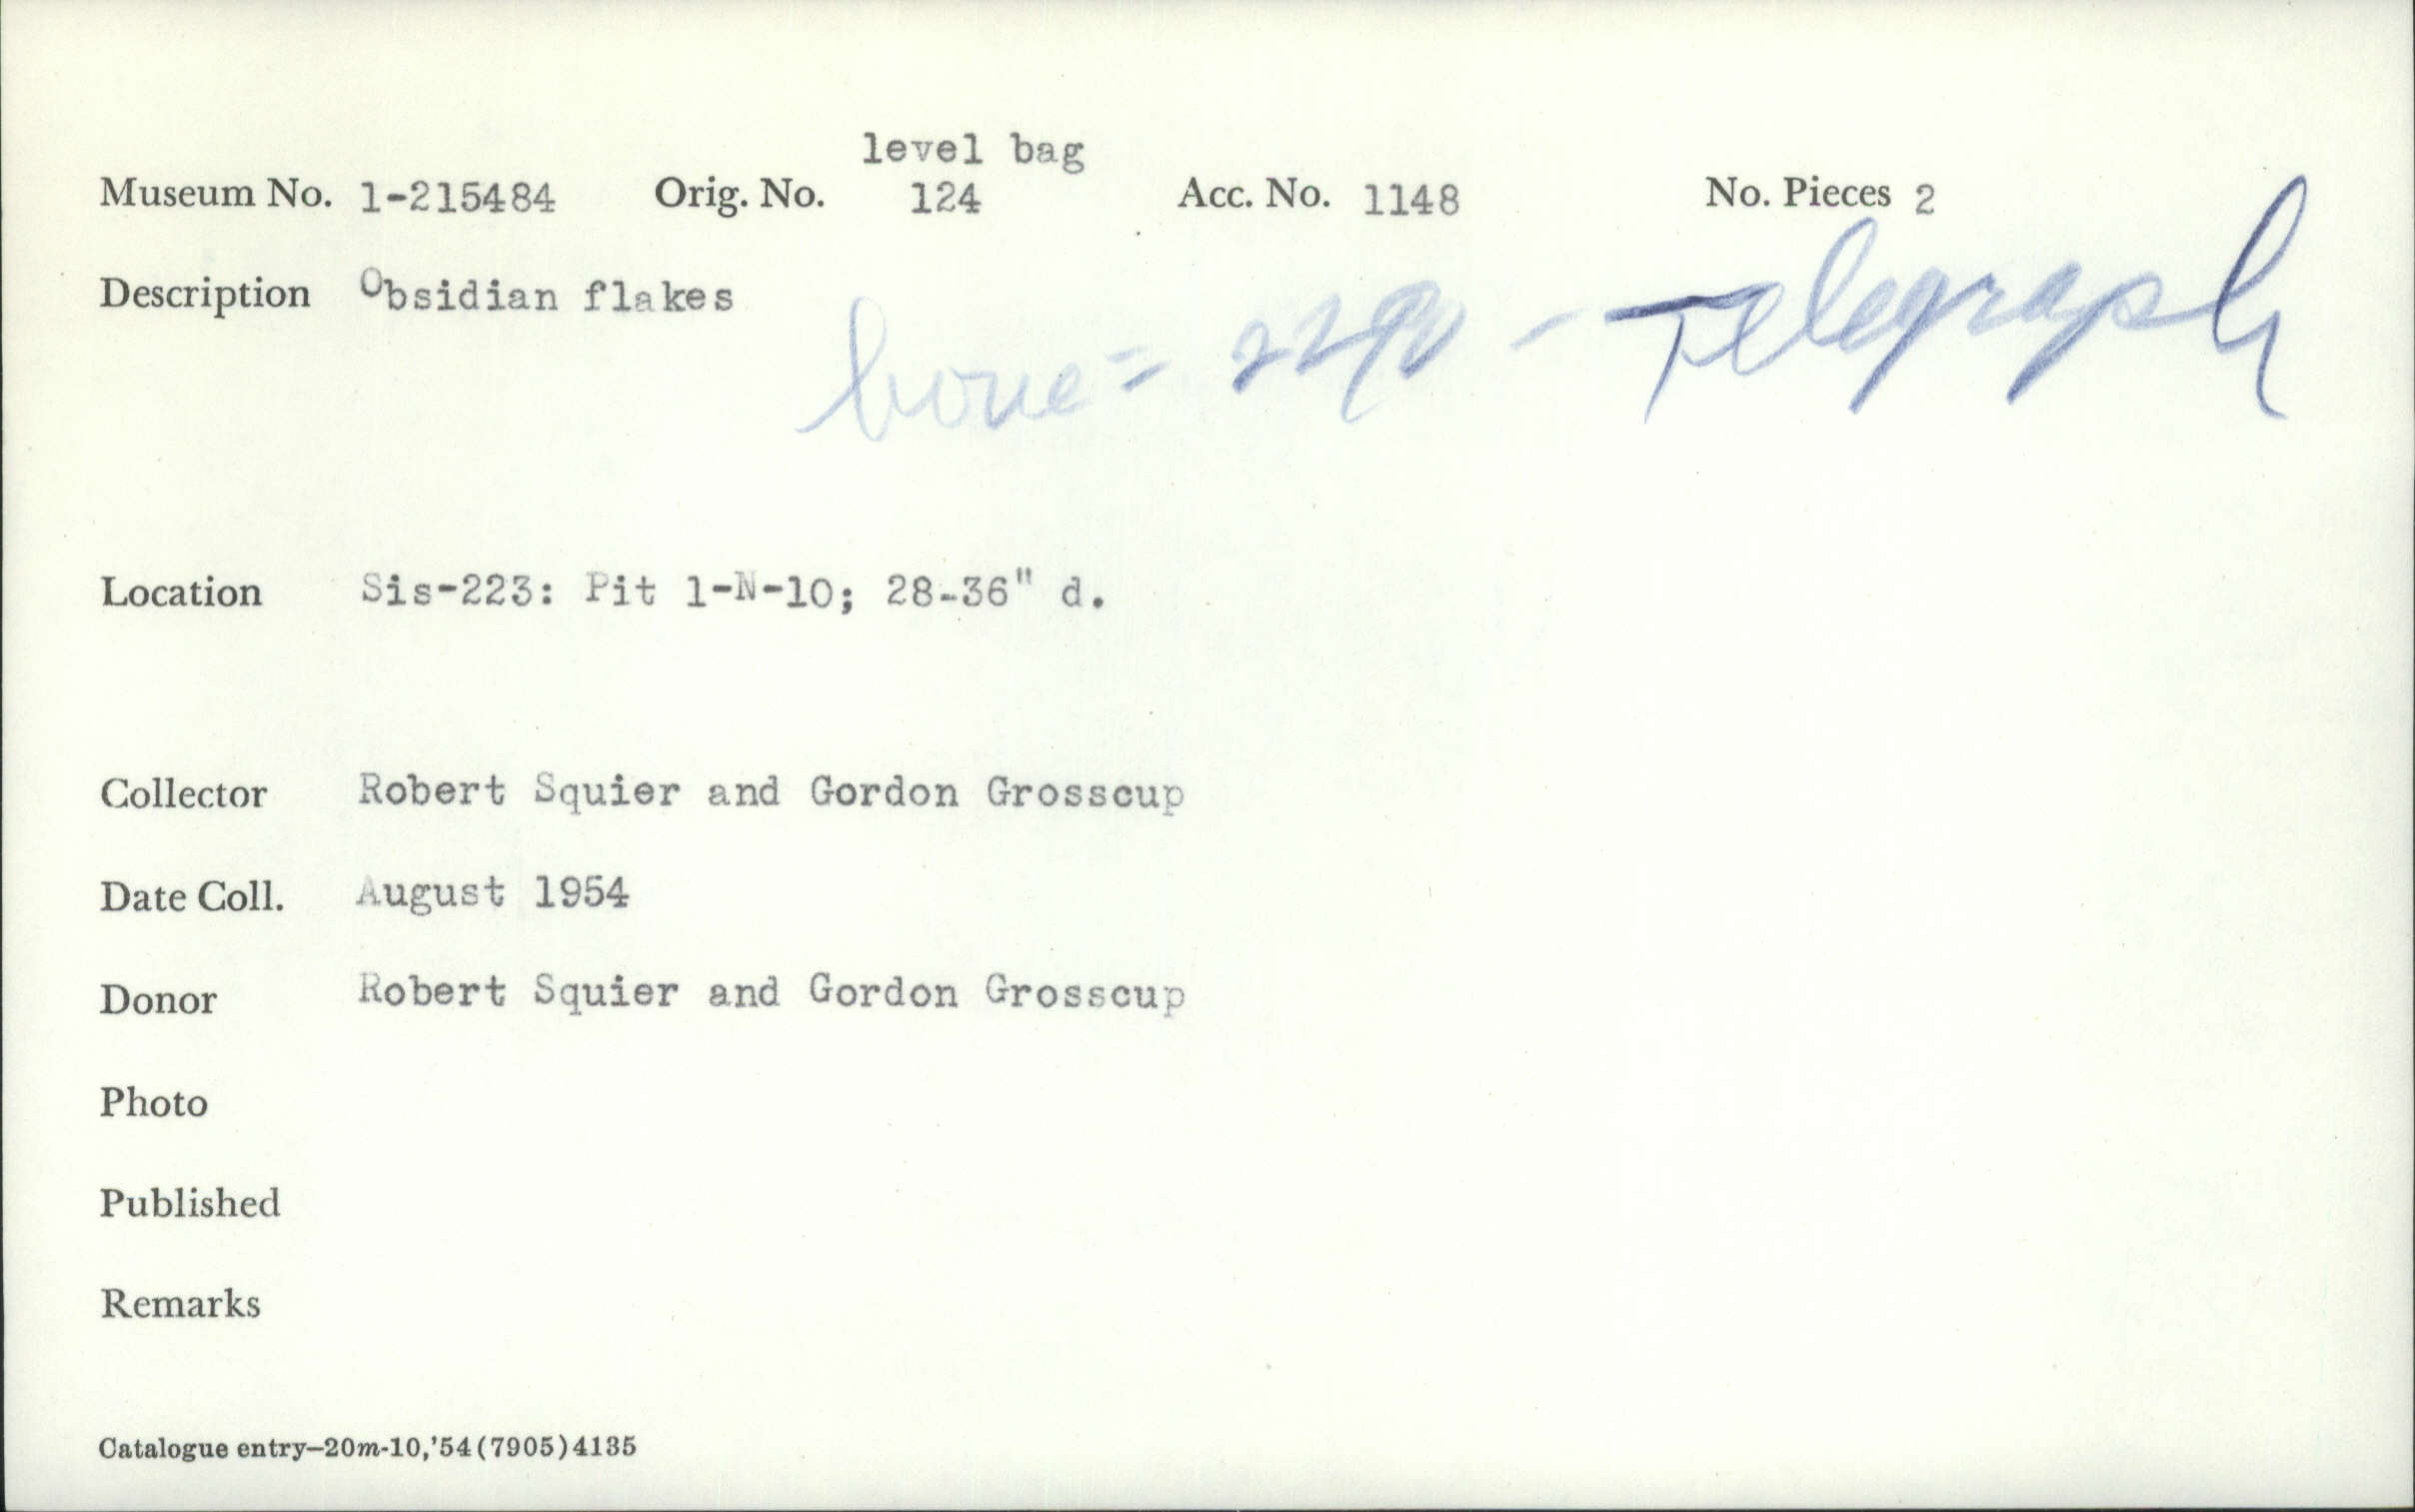 level bag
Museum No. 1-215484 Orig. No. 124 Acc. No. 1148 No. Pieces 2
Description Obsidian flakes
bone = - Telegraph
Location Sis-223: Pit 1-N-10; 28-36" d.
Collector Robert Squier and Gordon Grosscup
Date Coll. August 1954
Donor Robert Squier and Gordon Grosscup
Photo
Published
Remarks
Catalogue entry—20m-10,'54(7905)4135